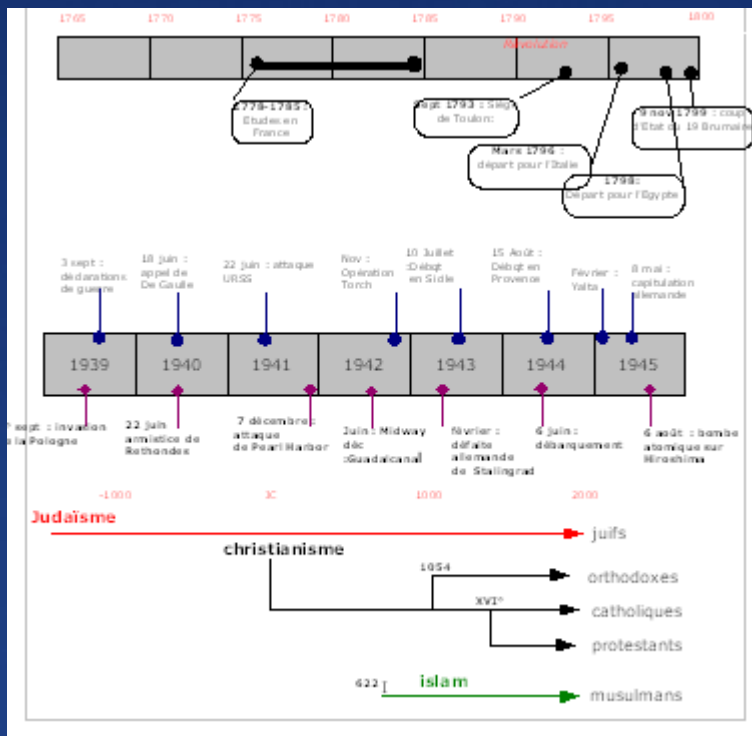 1765 1770 1775 1780 1785 1790 1795 1800
Révolution
1779-1785 :
Etudes en
France
Sept 1793 : Siège
de Toulon:
Mars 1796 :
départ pour l'Italie
1798:
Départ pour l'Egypte
9 nov 1799 : coup
d'Etat du 19 Brumaire
3 sept :
déclarations
de guerre
18 juin :
appel de
De Gaulle
22 juin : attaque
URSS
Nov :
Opération
Torch
10 Juillet
:Débqt
en Sicile
15 Août :
Débqt en
Provence
Février :
Yalta
8 mai :
capitulation
allemande
1939 1940 1941 1942 1943 1944 1945
sept : invasion
la Pologne
22 juin
armistice de
Rethondes
7 décembre:
attaque
de Pearl Harbor
Juin : Midway
déc
:Guadalcanal
février :
défaite
allemande
de Stalingrad
6 juin :
débarquement
6 août : bombe
atomique sur
Hiroshima
-1000 JC 1000 2000
Judaïsme
juifs
christianisme
1054
orthodoxes
XVI°
catholiques
protestants
622
islam
musulmans